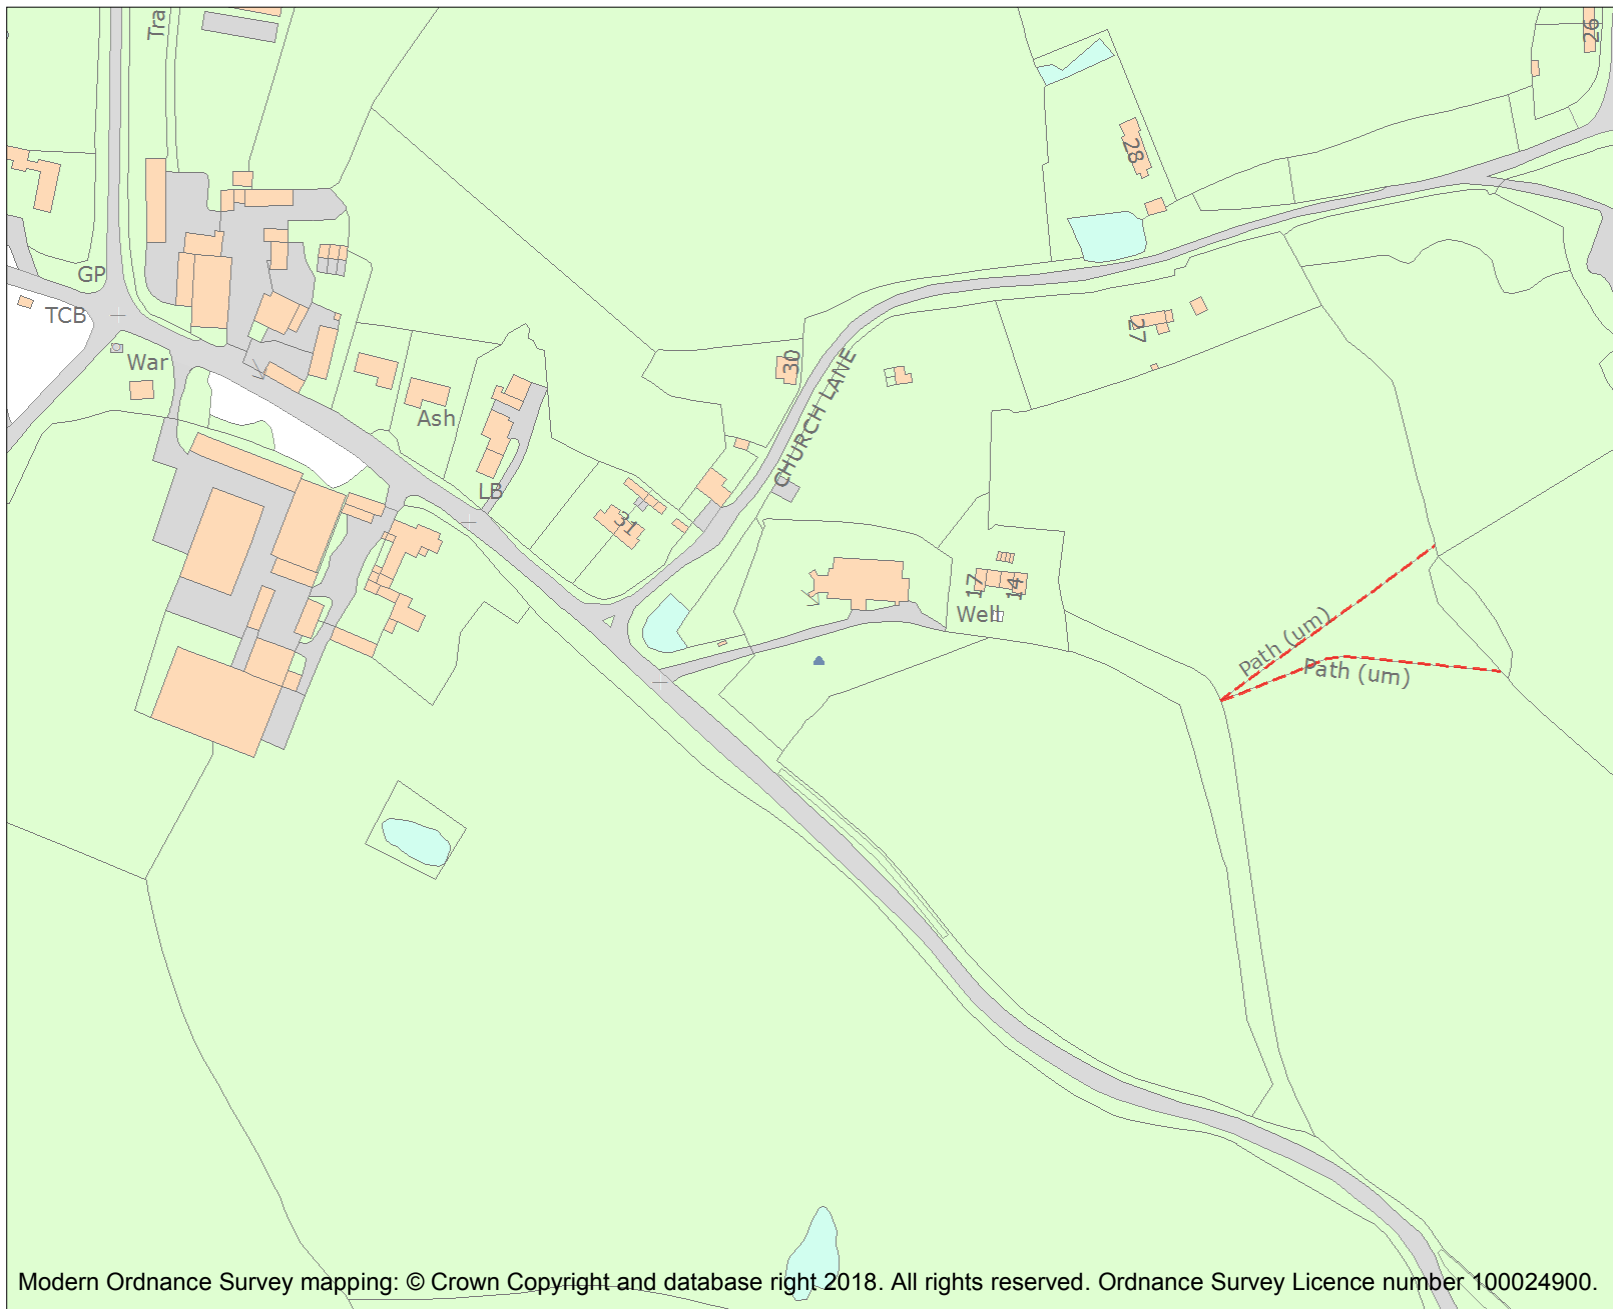 Tra
26
28
GP
TCB
War
27
30
CHURCH LANE
Ash
LB
31
17
14
Well
Path (um)
Path (um)
Modern Ordnance Survey mapping: © Crown Copyright and database right 2018. All rights reserved. Ordnance Survey Licence number 100024900.